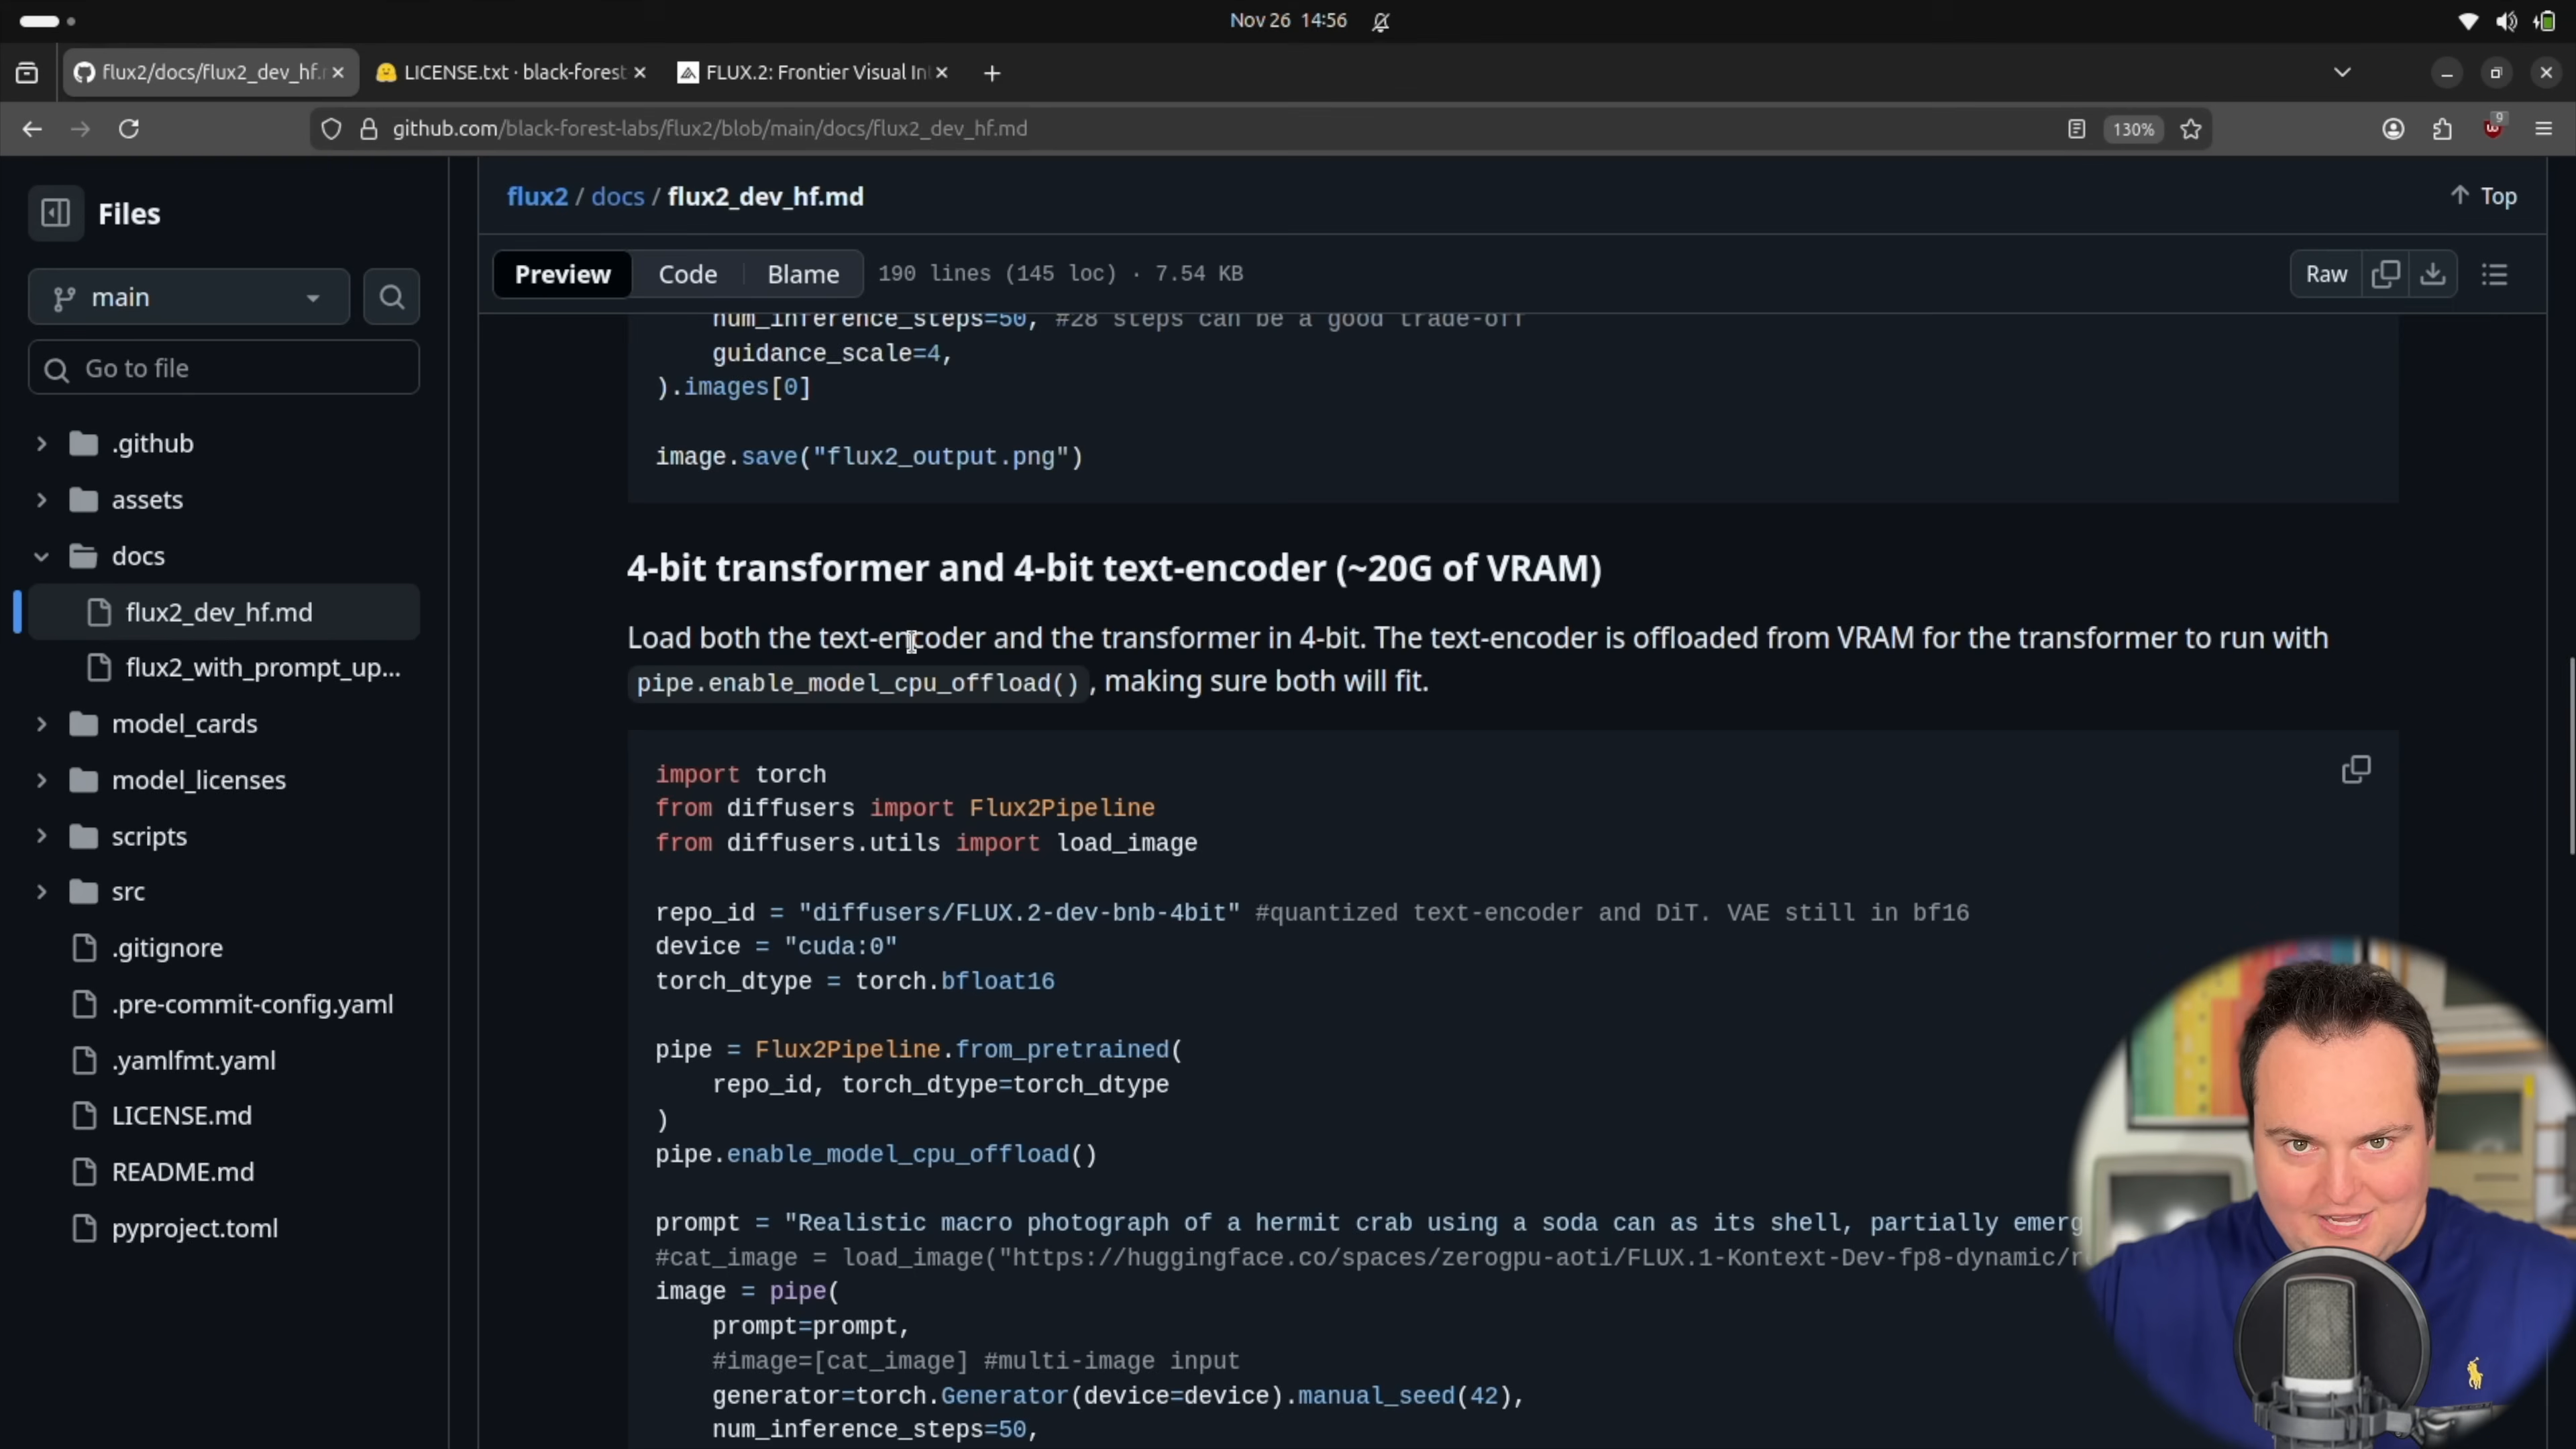 Nov 26 14:56
flux2/docs/flux2_dev_hf.
LICENSE.txt · black-forest
FLUX.2: Frontier Visual In
github.com/black-forest-labs/flux2/blob/main/docs/flux2_dev_hf.md
130%
9
Files
main
Go to file
.github
assets
docs
flux2_dev_hf.md
flux2_with_prompt_up...
model_cards
model_licenses
scripts
src
.gitignore
.pre-commit-config.yaml
.yamlfmt.yaml
LICENSE.md
README.md
pyproject.toml
flux2 / docs / flux2_dev_hf.md
Top
Preview Code Blame 190 lines (145 loc) · 7.54 KB
Raw
num_inference_steps=50, #28 steps can be a good trade-off
guidance_scale=4,
).images[0]
image.save("flux2_output.png")
4-bit transformer and 4-bit text-encoder (~20G of VRAM)
Load both the text-encoder and the transformer in 4-bit. The text-encoder is offloaded from VRAM for the transformer to run with
pipe.enable_model_cpu_offload() , making sure both will fit.
import torch
from diffusers import Flux2Pipeline
from diffusers.utils import load_image
repo_id = "diffusers/FLUX.2-dev-bnb-4bit" #quantized text-encoder and DiT. VAE still in bf16
device = "cuda:0"
torch_dtype = torch.bfloat16
pipe = Flux2Pipeline.from_pretrained(
repo_id, torch_dtype=torch_dtype
)
pipe.enable_model_cpu_offload()
prompt = "Realistic macro photograph of a hermit crab using a soda can as its shell, partially emerg
#cat_image = load_image("https://huggingface.co/spaces/zerogpu-aoti/FLUX.1-Kontext-Dev-fp8-dynamic/r
image = pipe(
prompt=prompt,
#image=[cat_image] #multi-image input
generator=torch.Generator(device=device).manual_seed(42),
num_inference_steps=50,